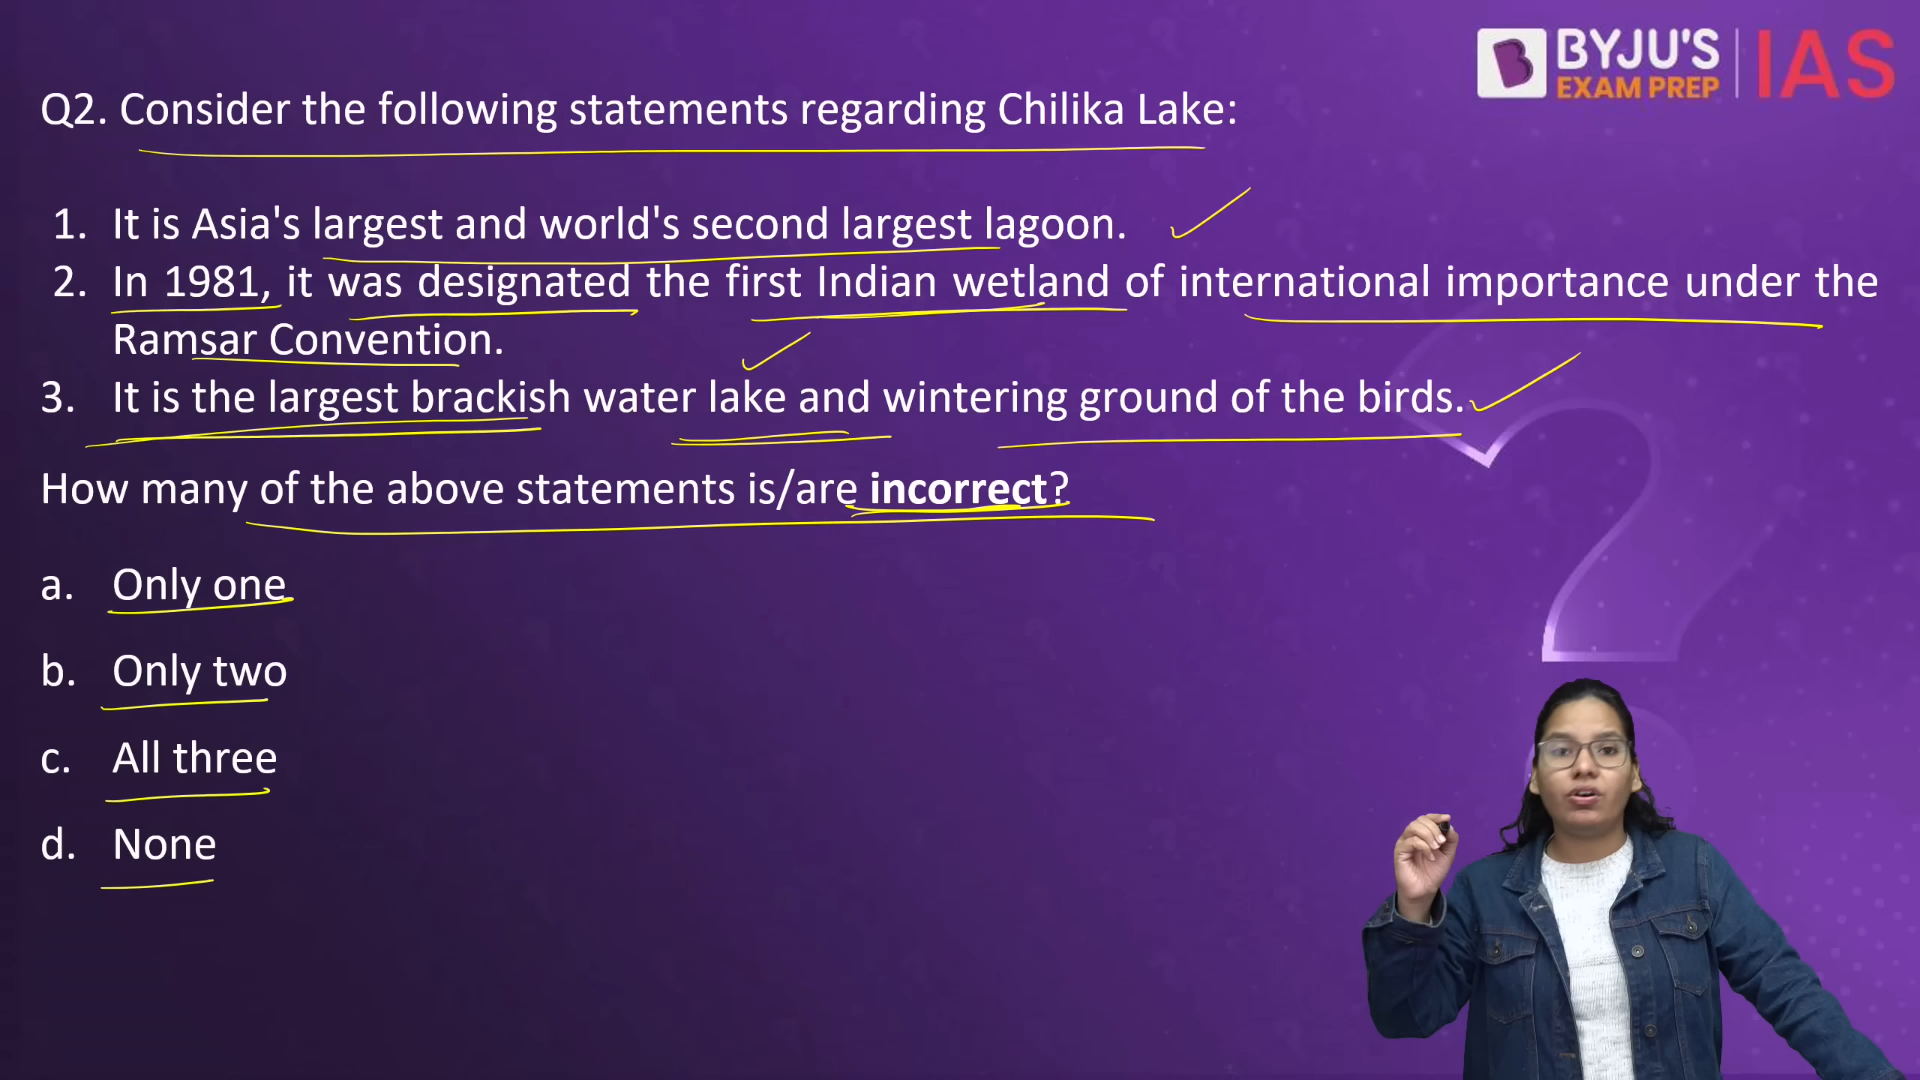 BYJU'S IAS
EXAM PREP
Q2. Consider the following statements regarding Chilika Lake:
1. It is Asia's largest and world's second largest lagoon.
2. In 1981, it was designated the first Indian wetland of international importance under the
Ramsar Convention.
3. It is the largest brackish water lake and wintering ground of the birds.
How many of the above statements is/are incorrect?
a. Only one
b. Only two
c. All three
d. None